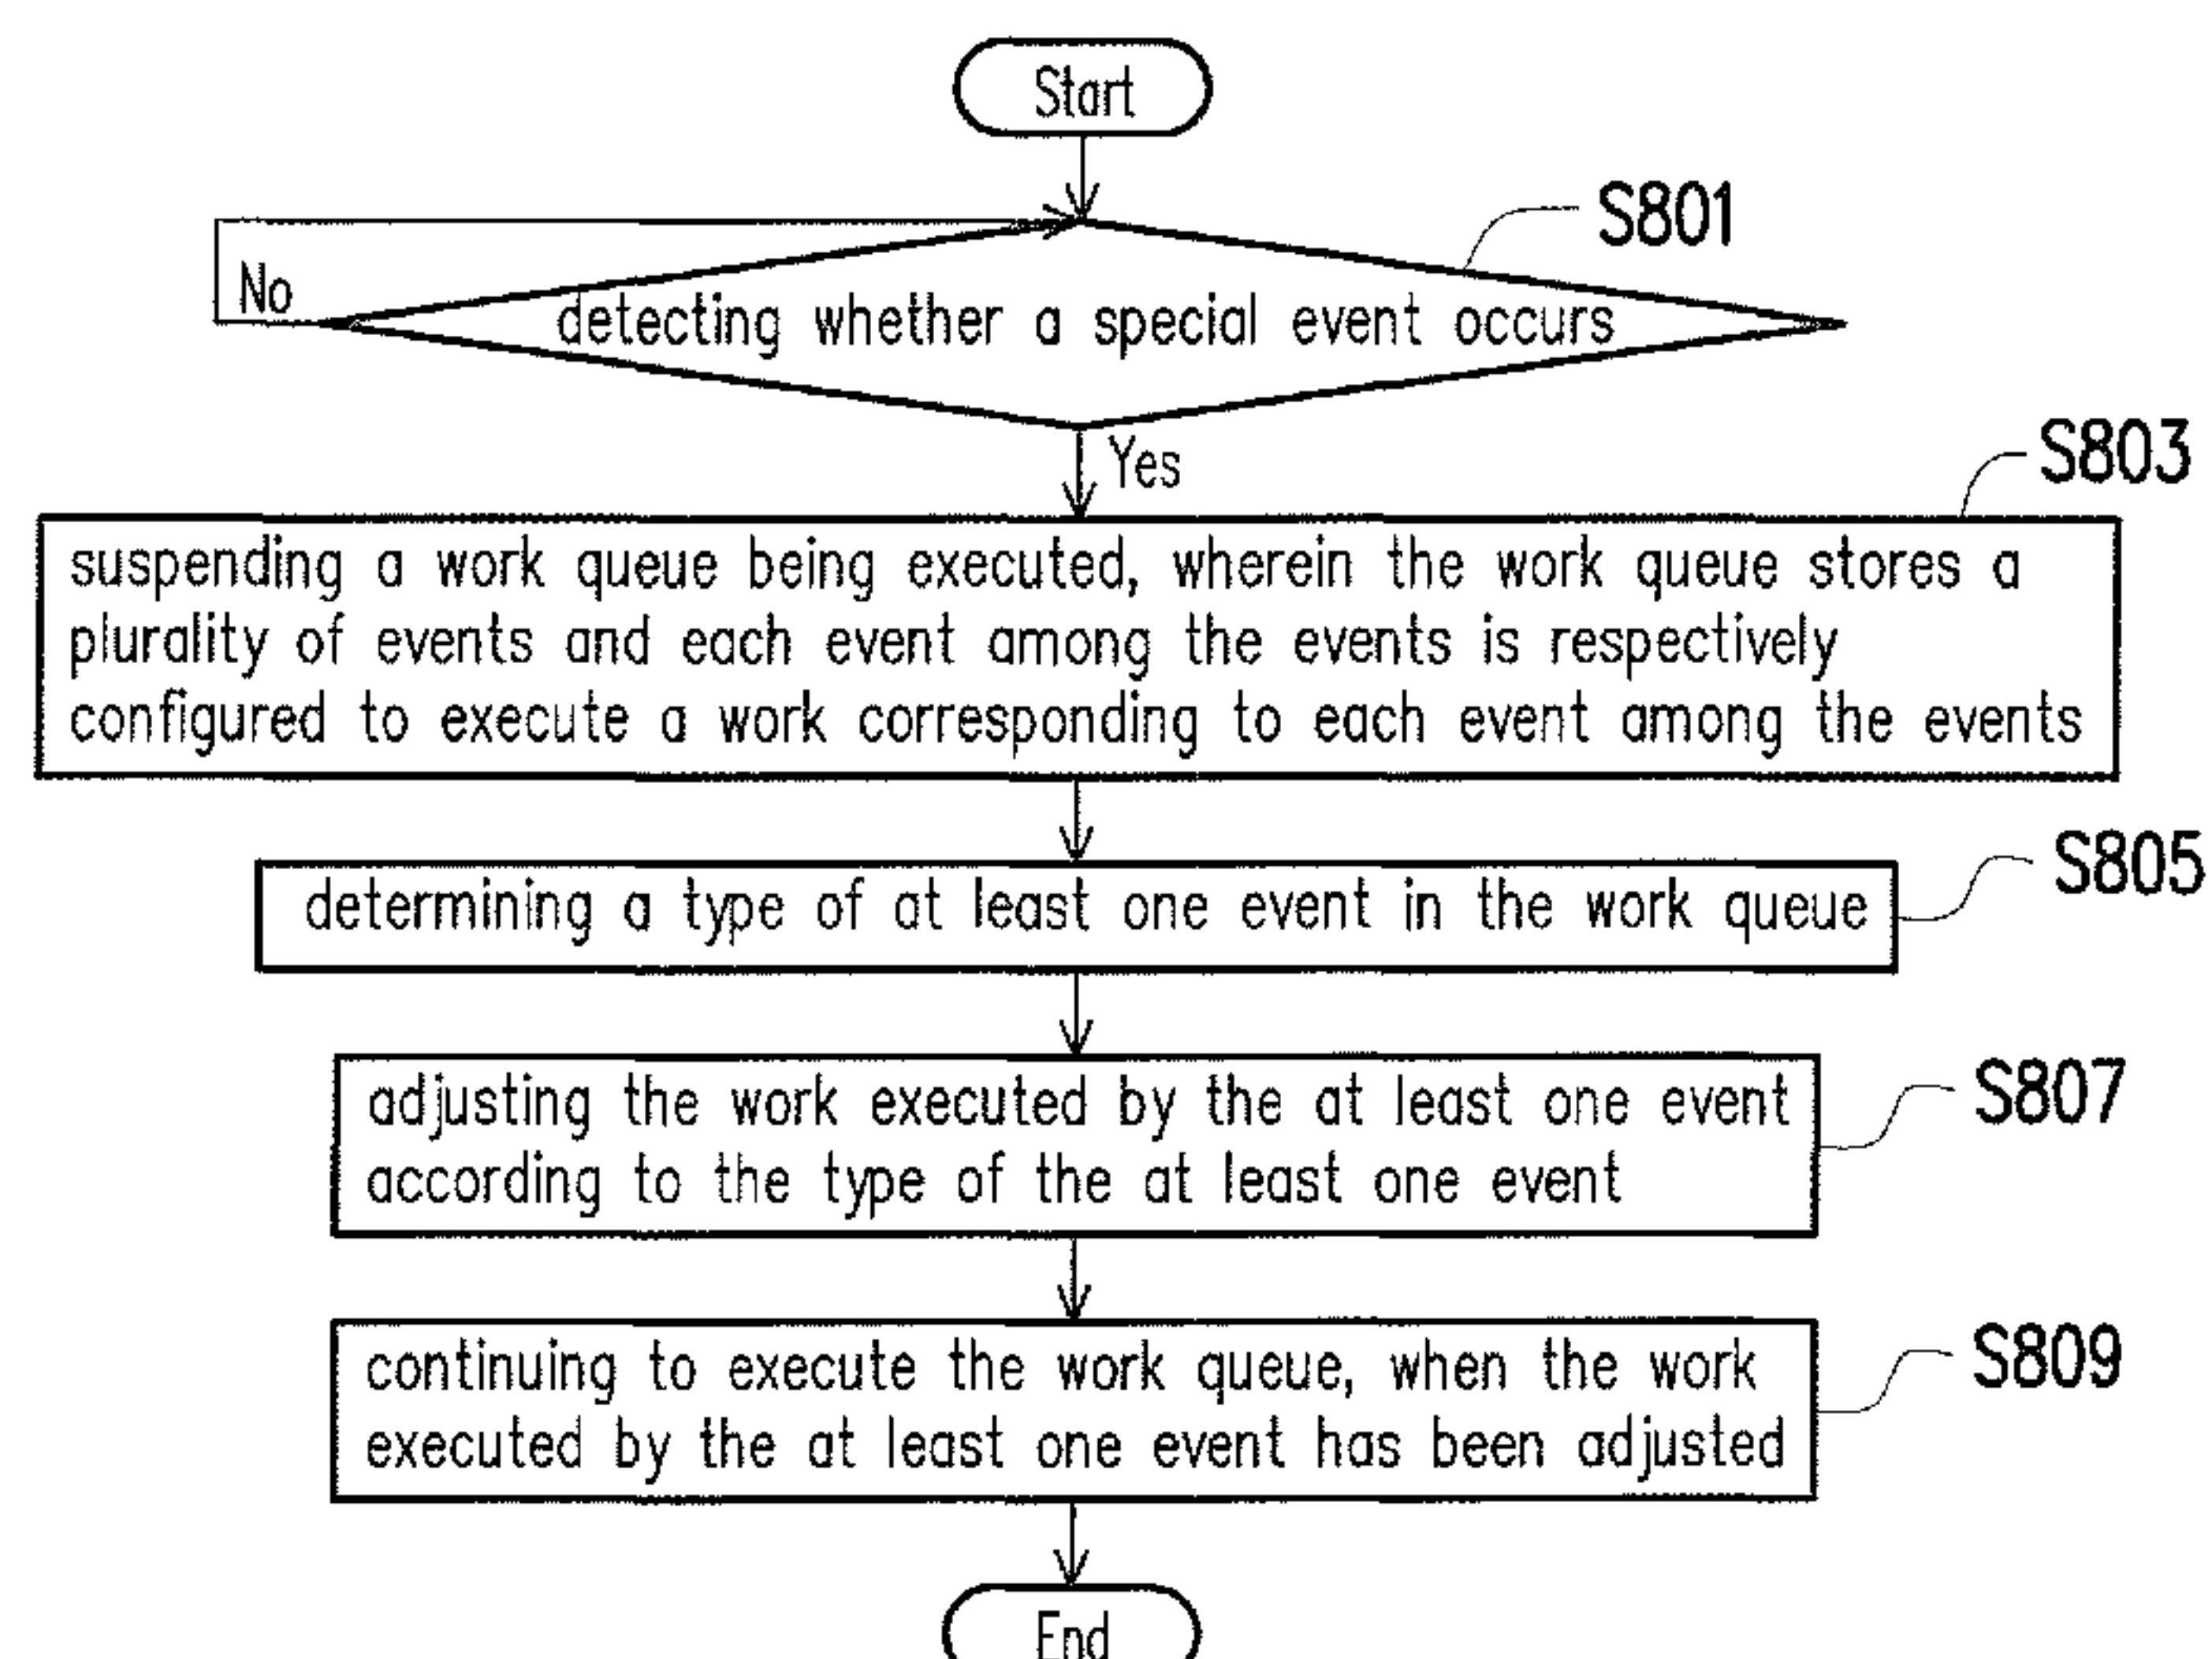 Start
S801
No
detecting whether a special event occurs
Yes
S803
suspending a work queue being executed, wherein the work queue stores a
plurality of events and each event among the events is respectively
configured to execute a work corresponding to each event among the events
S805
determining a type of at least one event in the work queue
S807
adjusting the work executed by the at least one event
according to the type of the at least one event
S809
continuing to execute the work queue, when the work
executed by the at least one event has been adjusted
End